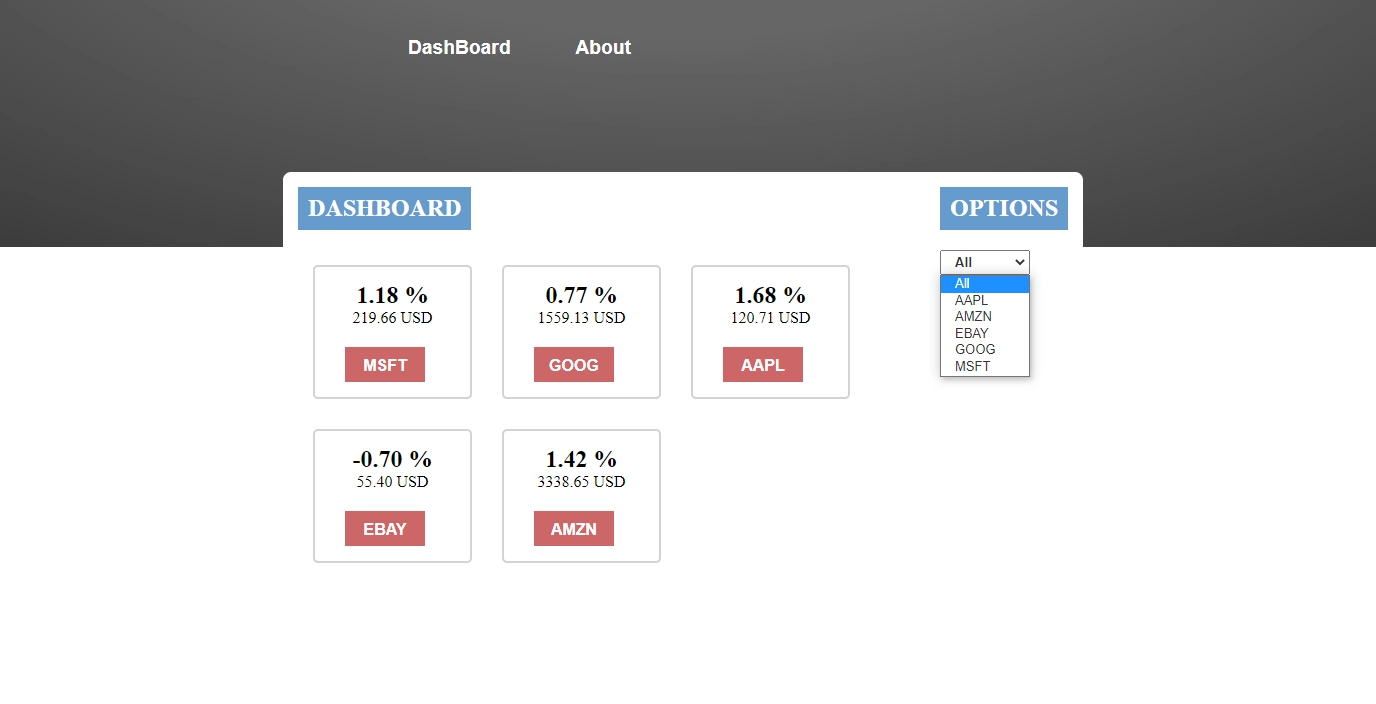 DashBoard About
DASHBOARD
OPTIONS
All
All
AAPL
AMZN
EBAY
GOOG
MSFT
1.18 %
219.66 USD
MSFT
0.77 %
1559.13 USD
GOOG
1.68 %
120.71 USD
AAPL
-0.70 %
55.40 USD
EBAY
1.42 %
3338.65 USD
AMZN